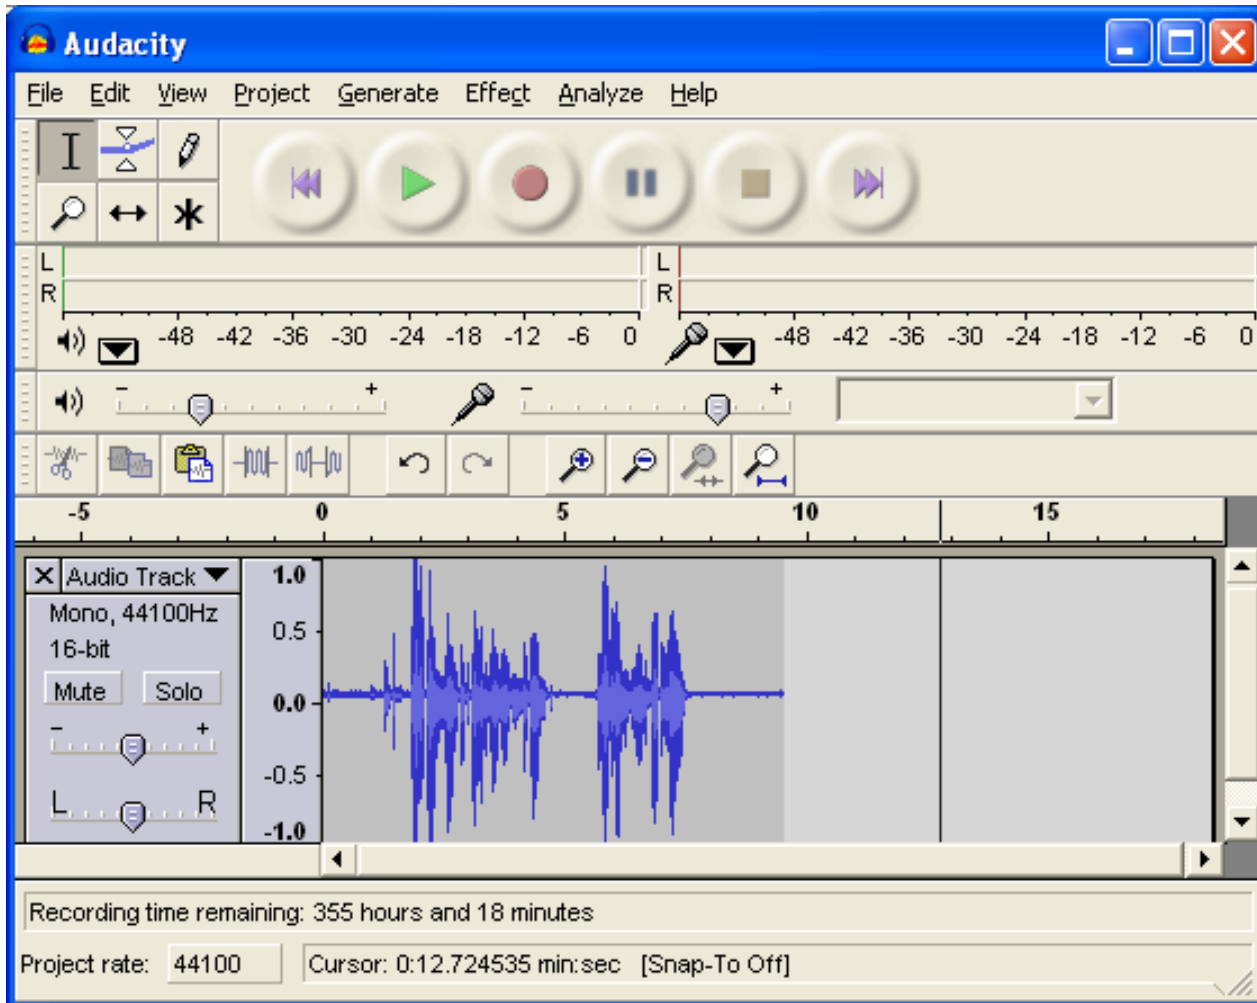 Audacity
File Edit View Project Generate Effect Analyze Help
L L
R R
-48 -42 -36 -30 -24 -18 -12 -6 0 -48 -42 -36 -30 -24 -18 -12 -6 0
- + - +
-5 0 5 10 15
X Audio Track 1.0
Mono, 44100Hz
16-bit 0.5
Mute Solo 0.0
- +
-0.5
L R
-1.0
Recording time remaining: 355 hours and 18 minutes
Project rate: 44100 Cursor: 0:12.724535 min:sec [Snap-To Off]